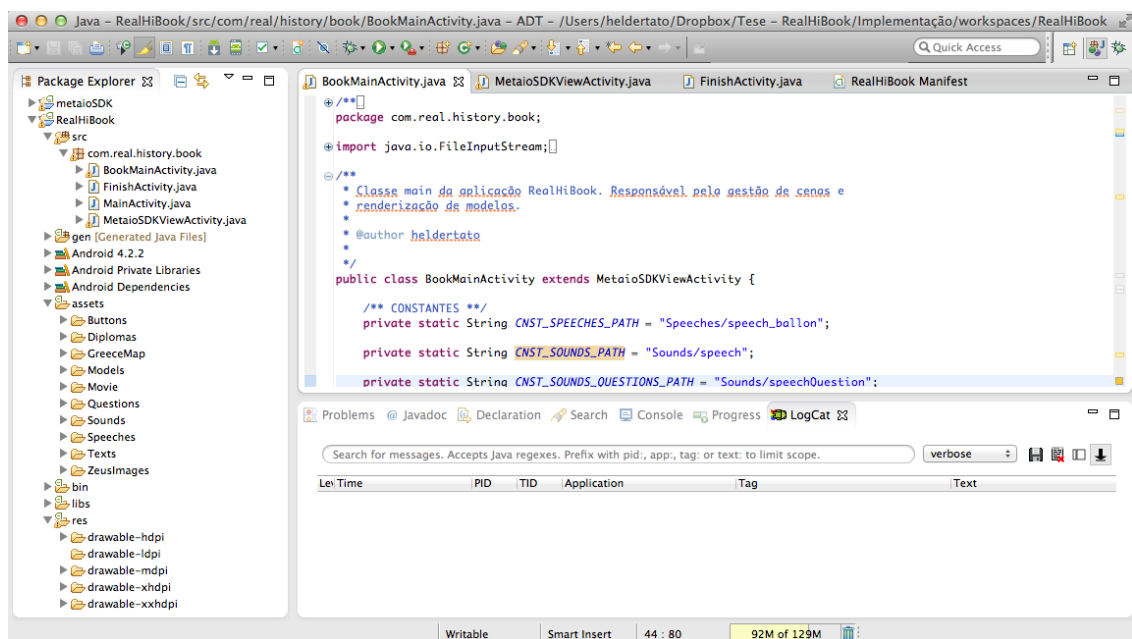 Java – RealHiBook/src/com/real/history/book/BookMainActivity.java – ADT – /Users/heldertato/Dropbox/Tese – RealHiBook/Implementação/workspaces/RealHiBook
Quick Access
Package Explorer
metaioSDK
RealHiBook
src
com.real.history.book
BookMainActivity.java
FinishActivity.java
MainActivity.java
MetaioSDKViewActivity.java
gen [Generated Java Files]
Android 4.2.2
Android Private Libraries
Android Dependencies
assets
Buttons
Diplomas
GreeceMap
Models
Movie
Questions
Sounds
Speeches
Texts
ZeusImages
bin
libs
res
drawable-hdpi
drawable-ldpi
drawable-mdpi
drawable-xhdpi
drawable-xxhdpi
BookMainActivity.java MetaioSDKViewActivity.java FinishActivity.java RealHiBook Manifest
/**
package com.real.history.book;
import java.io.FileInputStream;
/**
* Classe main da aplicação RealHiBook. Responsável pela gestão de cenas e
* renderização de modelos.
*
* @author heldertato
*
*/
public class BookMainActivity extends MetaioSDKViewActivity {
/** CONSTANTES **/
private static String CNST_SPEECHES_PATH = "Speeches/speech_ballon";
private static String CNST_SOUNDS_PATH = "Sounds/speech";
private static String CNST_SOUNDS_QUESTIONS_PATH = "Sounds/speechQuestion";
Problems @ Javadoc Declaration Search Console Progress LogCat
Search for messages. Accepts Java regexes. Prefix with pid:, app:, tag: or text: to limit scope. verbose
Lev Time PID TID Application Tag Text
Writable Smart Insert 44 : 80 92M of 129M